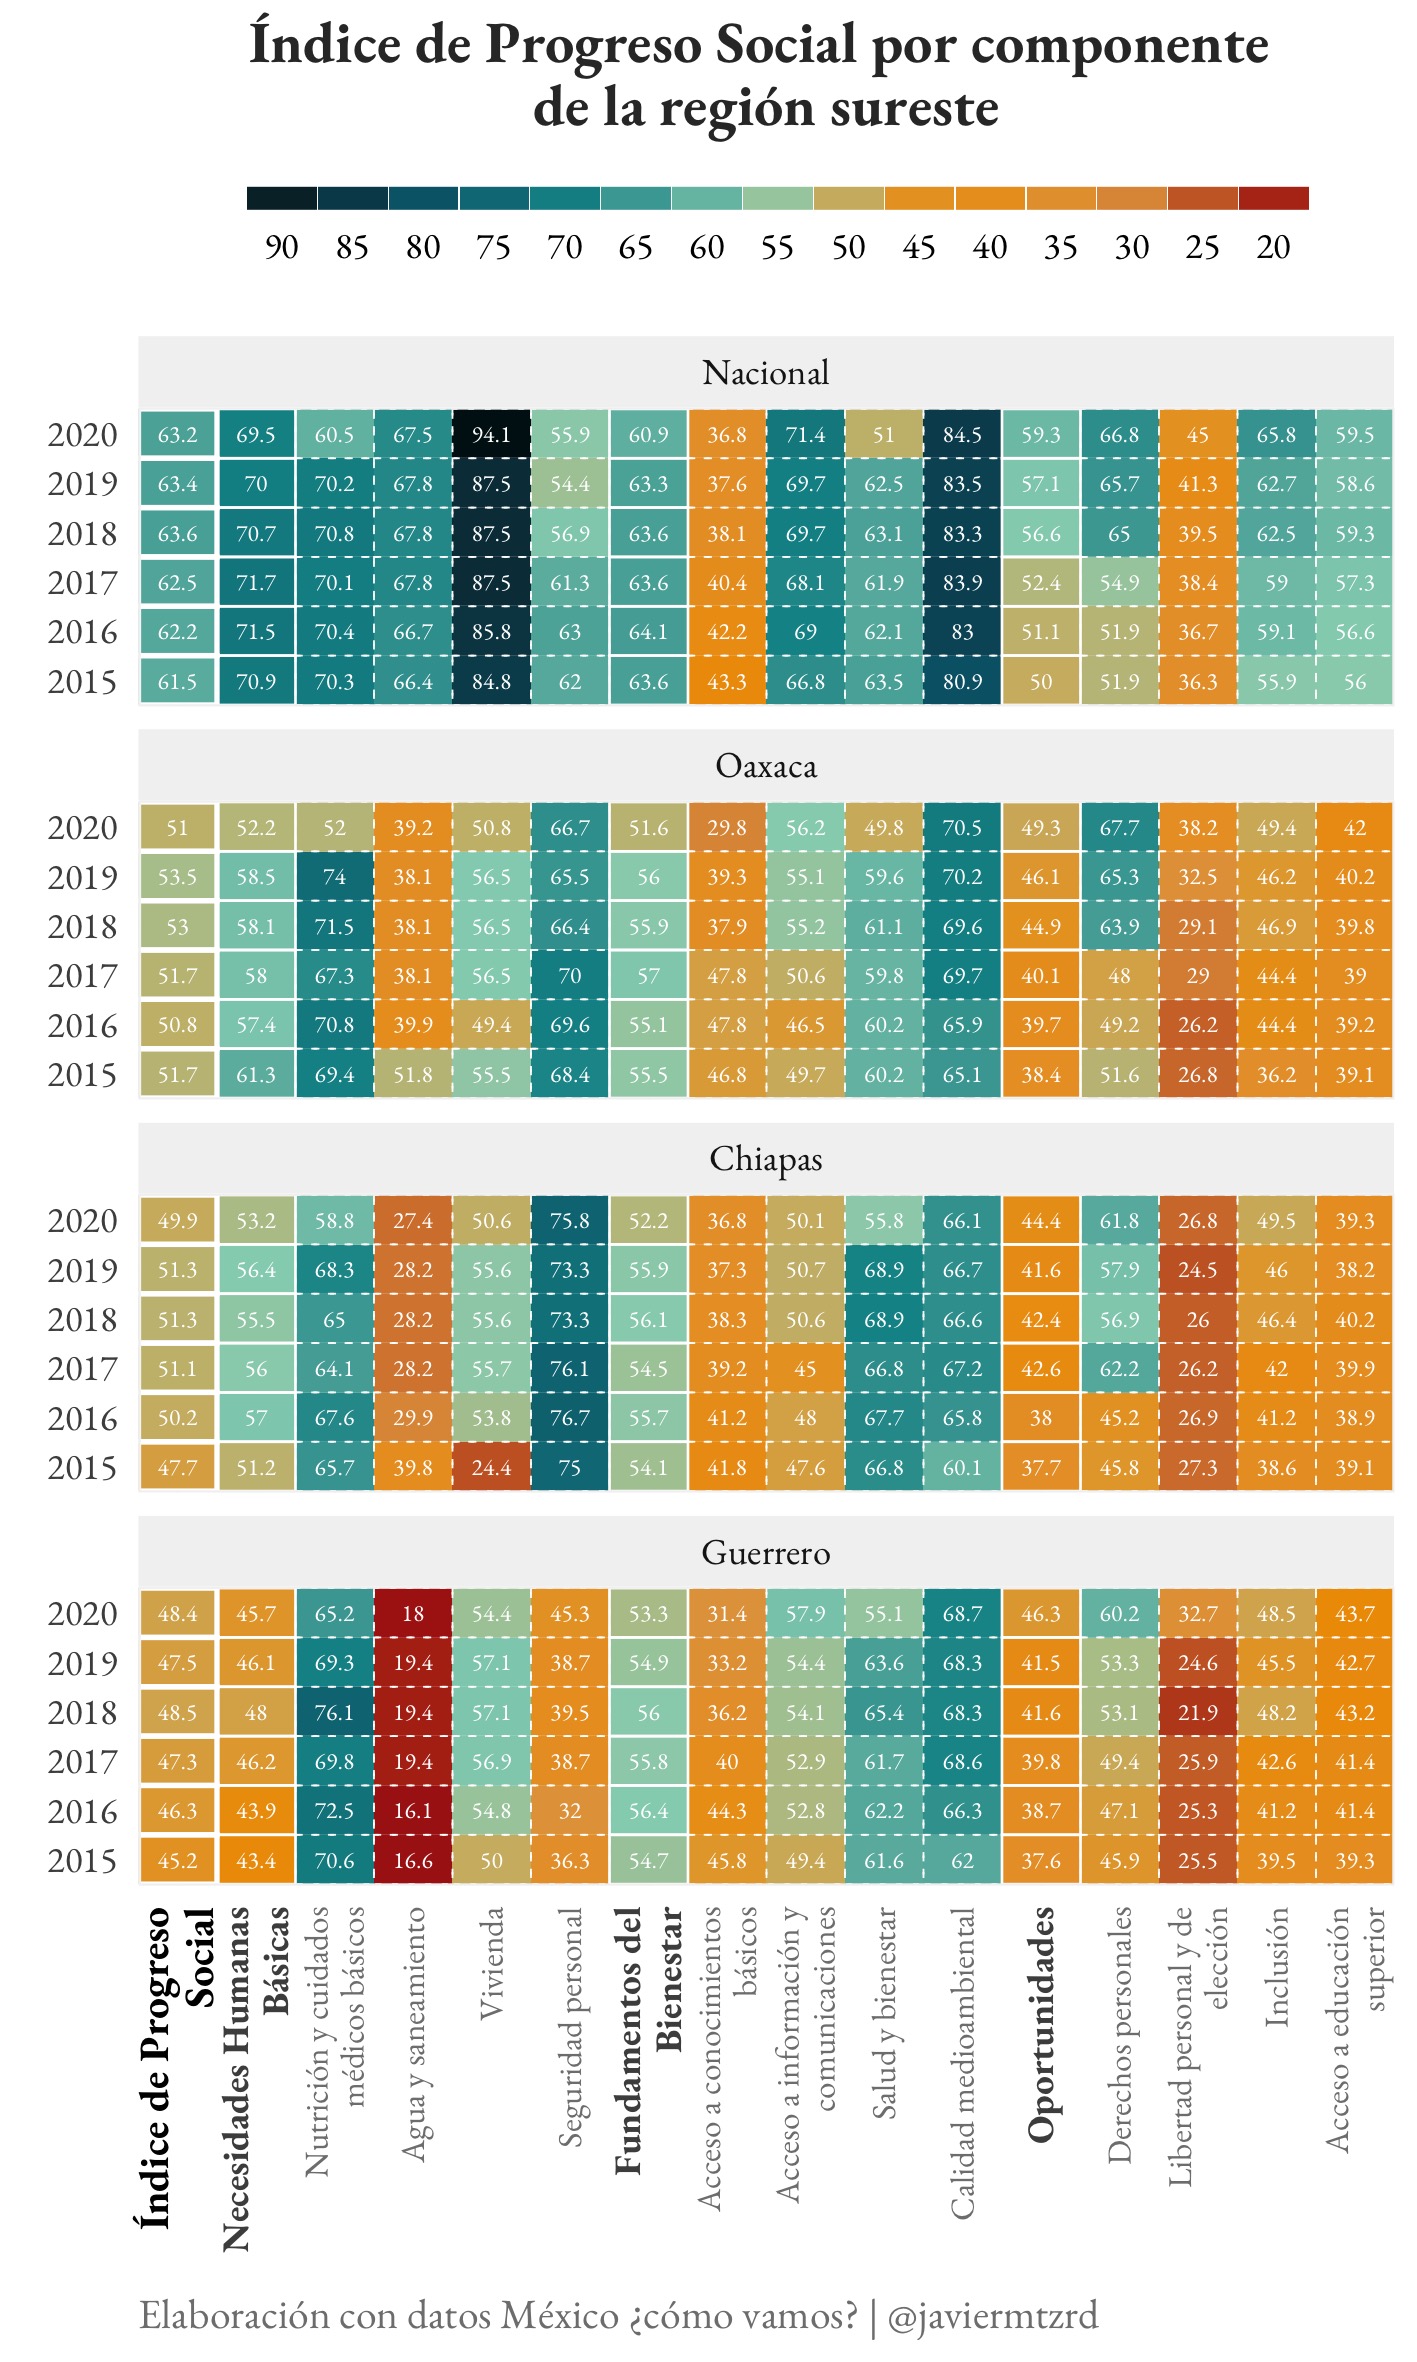 Índice de Progreso Social por componente
de la región sureste
90 85 80 75 70 65 60 55 50 45 40 35 30 25 20
Nacional
2020 63.2 69.5 60.5 67.5 94.1 55.9 60.9 36.8 71.4 51 84.5 59.3 66.8 45 65.8 59.5
2019 63.4 70 70.2 67.8 87.5 54.4 63.3 37.6 69.7 62.5 83.5 57.1 65.7 41.3 62.7 58.6
2018 63.6 70.7 70.8 67.8 87.5 56.9 63.6 38.1 69.7 63.1 83.3 56.6 65 39.5 62.5 59.3
2017 62.5 71.7 70.1 67.8 87.5 61.3 63.6 40.4 68.1 61.9 83.9 52.4 54.9 38.4 59 57.3
2016 62.2 71.5 70.4 66.7 85.8 63 64.1 42.2 69 62.1 83 51.1 51.9 36.7 59.1 56.6
2015 61.5 70.9 70.3 66.4 84.8 62 63.6 43.3 66.8 63.5 80.9 50 51.9 36.3 55.9 56
Oaxaca
2020 51 52.2 52 39.2 50.8 66.7 51.6 29.8 56.2 49.8 70.5 49.3 67.7 38.2 49.4 42
2019 53.5 58.5 74 38.1 56.5 65.5 56 39.3 55.1 59.6 70.2 46.1 65.3 32.5 46.2 40.2
2018 53 58.1 71.5 38.1 56.5 66.4 55.9 37.9 55.2 61.1 69.6 44.9 63.9 29.1 46.9 39.8
2017 51.7 58 67.3 38.1 56.5 70 57 47.8 50.6 59.8 69.7 40.1 48 29 44.4 39
2016 50.8 57.4 70.8 39.9 49.4 69.6 55.1 47.8 46.5 60.2 65.9 39.7 49.2 26.2 44.4 39.2
2015 51.7 61.3 69.4 51.8 55.5 68.4 55.5 46.8 49.7 60.2 65.1 38.4 51.6 26.8 36.2 39.1
Chiapas
2020 49.9 53.2 58.8 27.4 50.6 75.8 52.2 36.8 50.1 55.8 66.1 44.4 61.8 26.8 49.5 39.3
2019 51.3 56.4 68.3 28.2 55.6 73.3 55.9 37.3 50.7 68.9 66.7 41.6 57.9 24.5 46 38.2
2018 51.3 55.5 65 28.2 55.6 73.3 56.1 38.3 50.6 68.9 66.6 42.4 56.9 26 46.4 40.2
2017 51.1 56 64.1 28.2 55.7 76.1 54.5 39.2 45 66.8 67.2 42.6 62.2 26.2 42 39.9
2016 50.2 57 67.6 29.9 53.8 76.7 55.7 41.2 48 67.7 65.8 38 45.2 26.9 41.2 38.9
2015 47.7 51.2 65.7 39.8 24.4 75 54.1 41.8 47.6 66.8 60.1 37.7 45.8 27.3 38.6 39.1
Guerrero
2020 48.4 45.7 65.2 18 54.4 45.3 53.3 31.4 57.9 55.1 68.7 46.3 60.2 32.7 48.5 43.7
2019 47.5 46.1 69.3 19.4 57.1 38.7 54.9 33.2 54.4 63.6 68.3 41.5 53.3 24.6 45.5 42.7
2018 48.5 48 76.1 19.4 57.1 39.5 56 36.2 54.1 65.4 68.3 41.6 53.1 21.9 48.2 43.2
2017 47.3 46.2 69.8 19.4 56.9 38.7 55.8 40 52.9 61.7 68.6 39.8 49.4 25.9 42.6 41.4
2016 46.3 43.9 72.5 16.1 54.8 32 56.4 44.3 52.8 62.2 66.3 38.7 47.1 25.3 41.2 41.4
2015 45.2 43.4 70.6 16.6 50 36.3 54.7 45.8 49.4 61.6 62 37.6 45.9 25.5 39.5 39.3
Índice de Progreso
Social
Necesidades Humanas
Básicas
Nutrición y cuidados
médicos básicos
Agua y saneamiento
Vivienda
Seguridad personal
Fundamentos del
Bienestar
Acceso a conocimientos
básicos
Acceso a información y
comunicaciones
Salud y bienestar
Calidad medioambiental
Oportunidades
Derechos personales
Libertad personal y de
elección
Inclusión
Acceso a educación
superior
Elaboración con datos México ¿cómo vamos? | @javiermtzrd